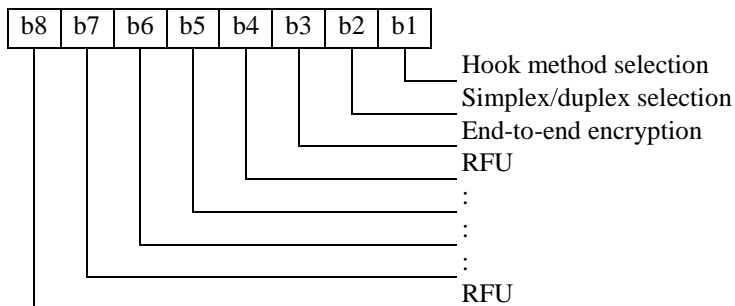 b8 b7 b6 b5 b4 b3 b2 b1
Hook method selection
Simplex/duplex selection
End-to-end encryption
RFU
:
:
:
RFU